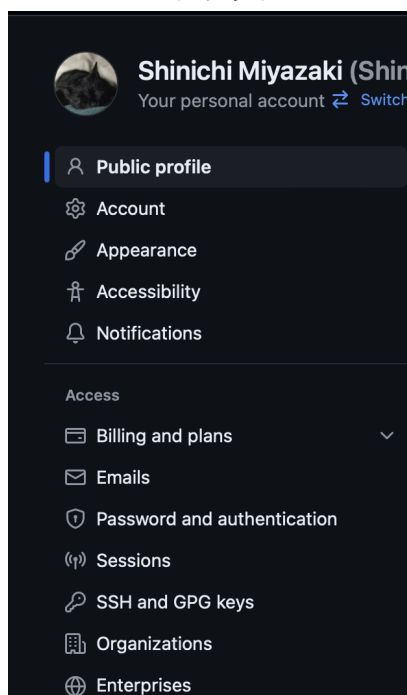 Shinichi Miyazaki (Shin
Your personal account Switch
Public profile
Account
Appearance
Accessibility
Notifications
Access
Billing and plans
Emails
Password and authentication
Sessions
SSH and GPG keys
Organizations
Enterprises